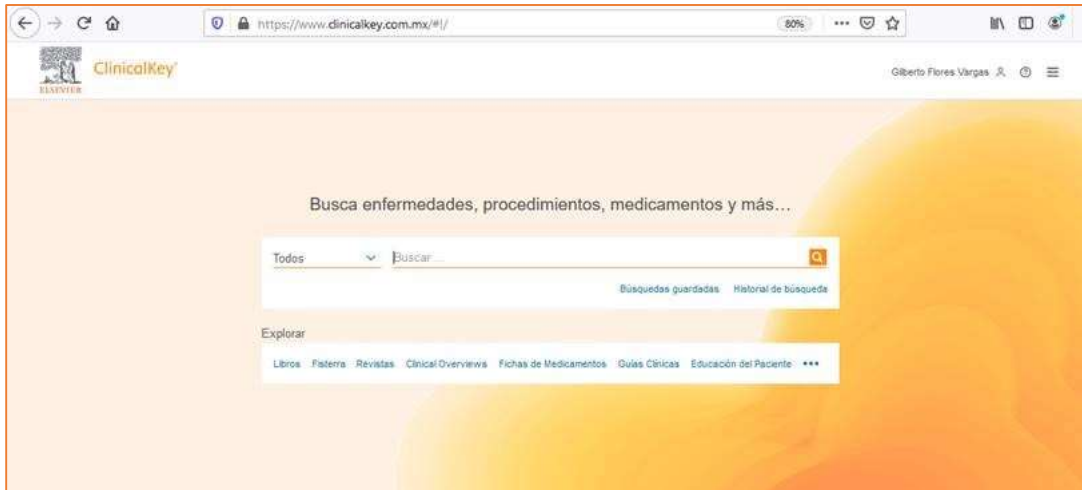 https://www.clinicalkey.com.mx/#!/
80%
ELSEVIER
ClinicalKey®
Gilberto Flores Vargas
Busca enfermedades, procedimientos, medicamentos y más...
Todos
Buscar ...
Búsquedas guardadas Historial de búsqueda
Explorar
Libros Fisterra Revistas Clinical Overviews Fichas de Medicamentos Guías Clínicas Educación del Paciente •••